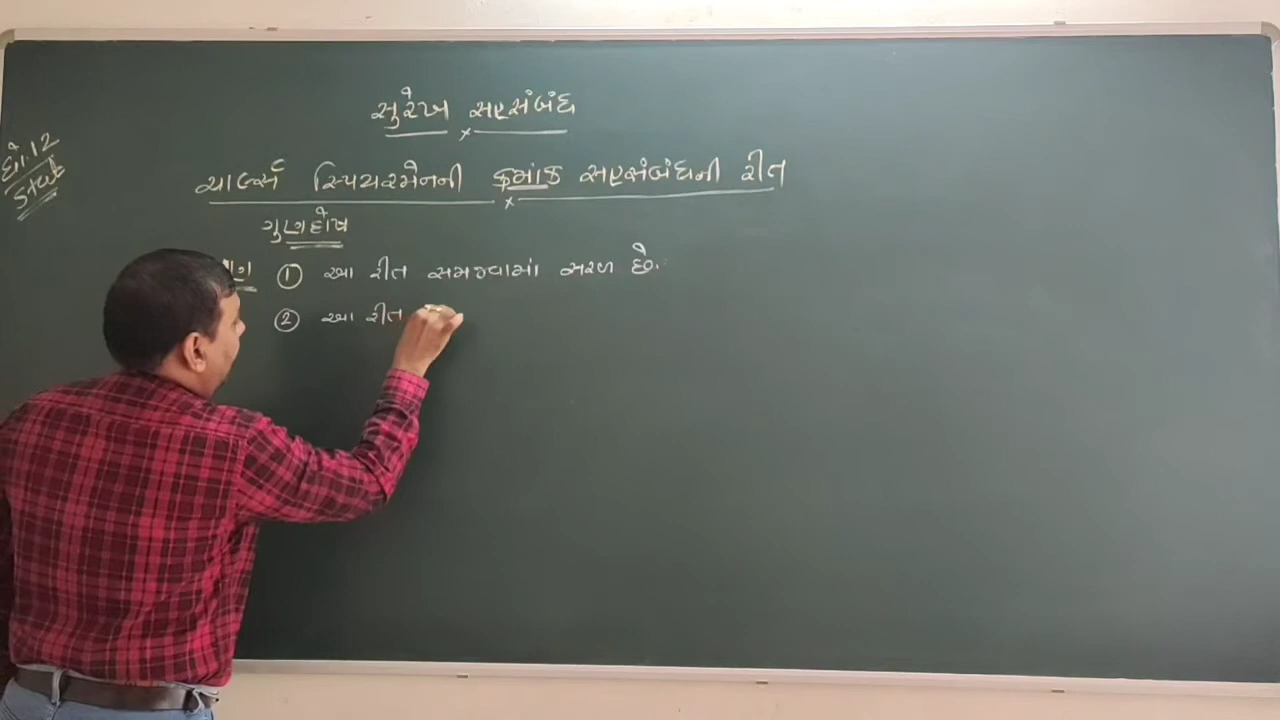 ધો.12
Stat
સુરેખ સહસંબંધ
ચાર્લ્સ સ્પિયરમેનની ક્રમાંક સહસંબંધની રીત
ગુણદોષ
① આ રીત સમજવામાં સરળ છે.
② આ રીત